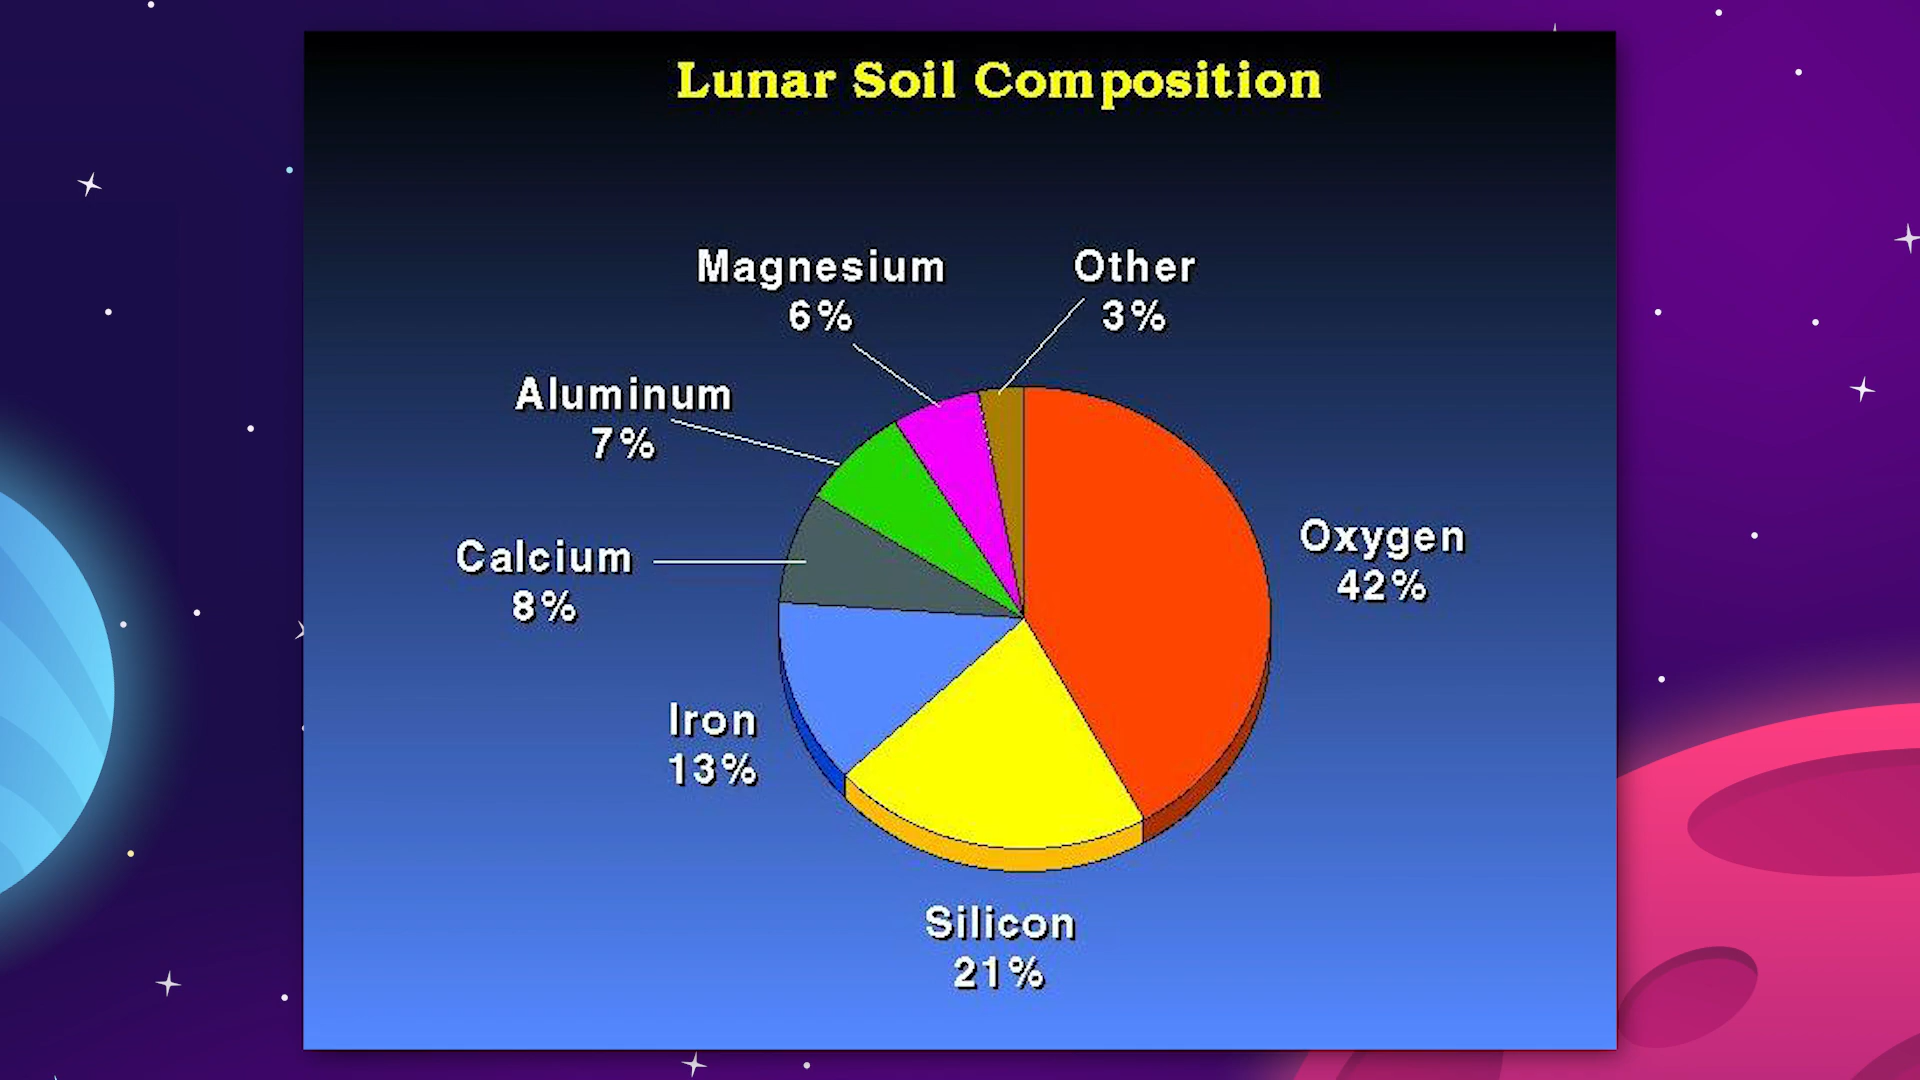 Lunar Soil Composition
Magnesium
6%
Other
3%
Aluminum
7%
Calcium
8%
Oxygen
42%
Iron
13%
Silicon
21%